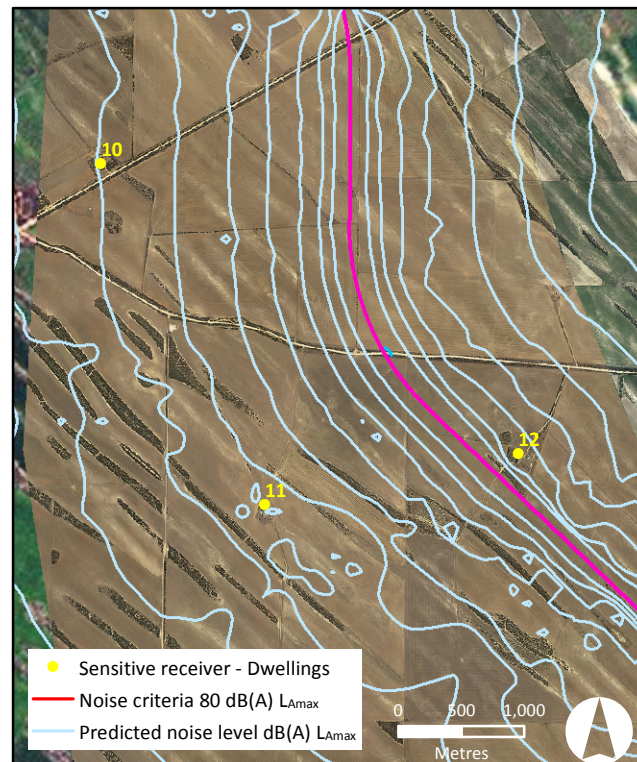 10
12
11
Sensitive receiver - Dwellings
Noise criteria 80 dB(A) LAmax
Predicted noise level dB(A) LAmax
0 500 1,000
Metres